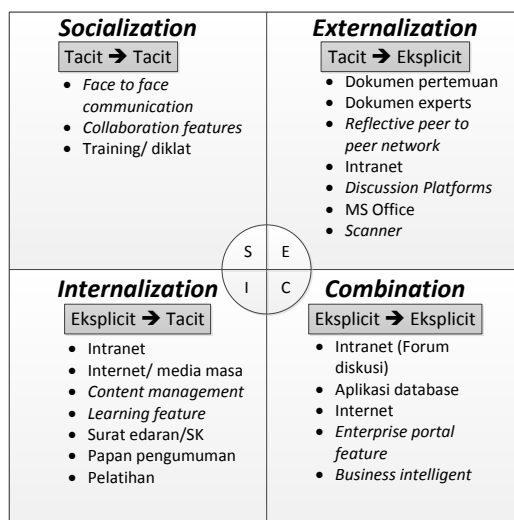 Socialization
Tacit ➔ Tacit
• Face to face
communication
• Collaboration features
• Training/ diklat
Externalization
Tacit ➔ Eksplicit
• Dokumen pertemuan
• Dokumen experts
• Reflective peer to
peer network
• Intranet
• Discussion Platforms
• MS Office
• Scanner
S E
I C
Internalization
Eksplicit ➔ Tacit
• Intranet
• Internet/ media masa
• Content management
• Learning feature
• Surat edaran/SK
• Papan pengumuman
• Pelatihan
Combination
Eksplicit ➔ Eksplicit
• Intranet (Forum
diskusi)
• Aplikasi database
• Internet
• Enterprise portal
feature
• Business intelligent